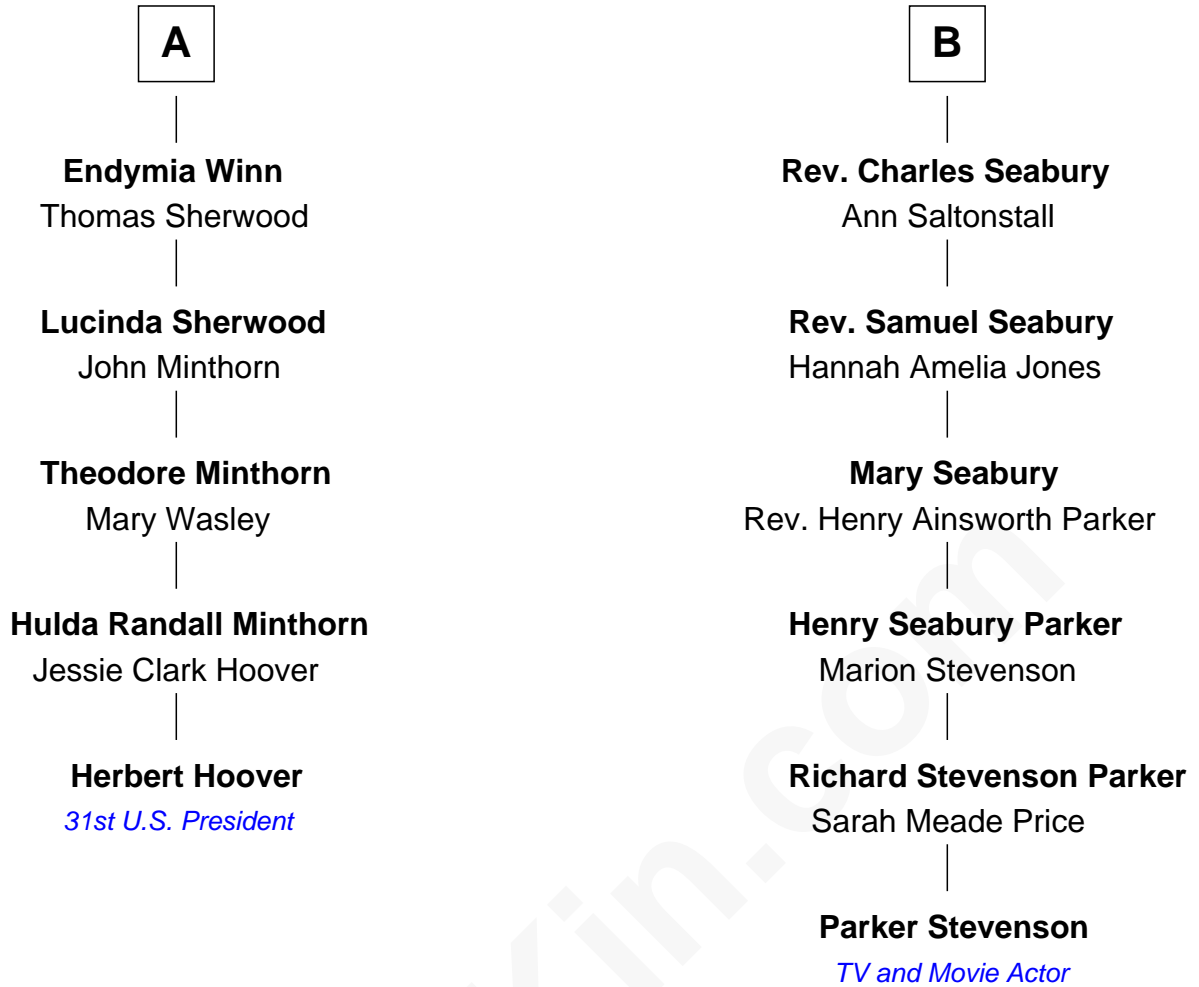 A
Endymia Winn
Thomas Sherwood
Lucinda Sherwood
John Minthorn
Theodore Minthorn
Mary Wasley
Hulda Randall Minthorn
Jessie Clark Hoover
Herbert Hoover
31st U.S. President
B
Rev. Charles Seabury
Ann Saltonstall
Rev. Samuel Seabury
Hannah Amelia Jones
Mary Seabury
Rev. Henry Ainsworth Parker
Henry Seabury Parker
Marion Stevenson
Richard Stevenson Parker
Sarah Meade Price
Parker Stevenson
TV and Movie Actor
Kin.com